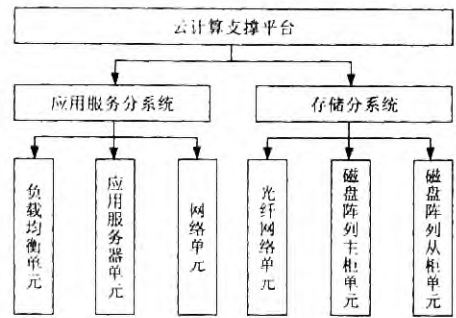 云计算支撑平台
应用服务分系统
存储分系统
负载均衡单元
应用服务器单元
网络单元
光纤网络单元
磁盘阵列主柜单元
磁盘阵列从柜单元